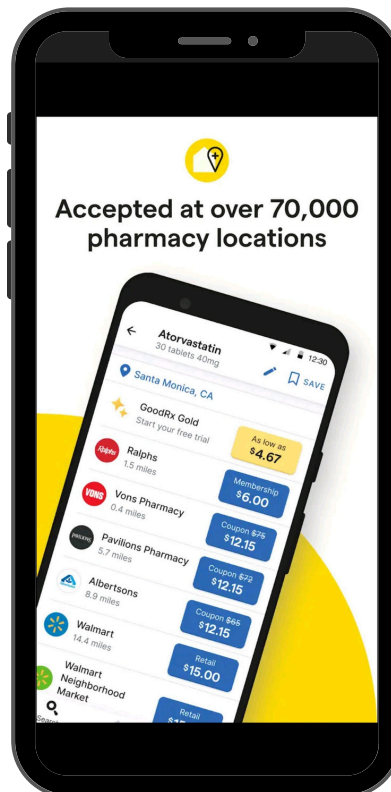 Accepted at over 70,000
pharmacy locations
12:30
Atorvastatin
30 tablets 40mg
SAVE
Santa Monica, CA
GoodRx Gold
Start your free trial
As low as
$4.67
Ralphs
Ralphs
1.5 miles
Membership
$6.00
VONS
Vons Pharmacy
0.4 miles
Coupon $75
$12.15
Pavilions Pharmacy
5.7 miles
Coupon $72
$12.15
Albertsons
8.9 miles
Coupon $66
$12.15
Walmart
14.4 miles
Retail
$15.00
Walmart
Neighborhood
Market
Retail